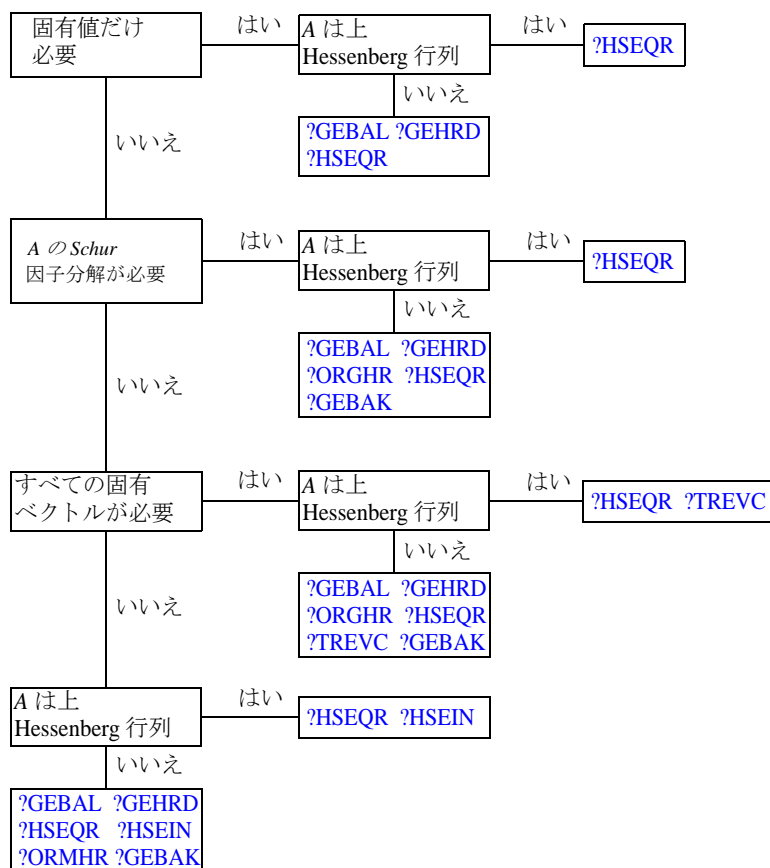 固有値だけ
必要
はい
A は上
Hessenberg 行列
はい
?HSEQR
いいえ
?GEBAL ?GEHRD
?HSEQR
いいえ
A の Schur
因子分解が必要
はい
A は上
Hessenberg 行列
はい
?HSEQR
いいえ
?GEBAL ?GEHRD
?ORGHR ?HSEQR
?GEBAK
いいえ
すべての固有
ベクトルが必要
はい
A は上
Hessenberg 行列
はい
?HSEQR ?TREVC
いいえ
?GEBAL ?GEHRD
?ORGHR ?HSEQR
?TREVC ?GEBAK
いいえ
A は上
Hessenberg 行列
はい
?HSEQR ?HSEIN
いいえ
?GEBAL ?GEHRD
?HSEQR ?HSEIN
?ORMHR ?GEBAK